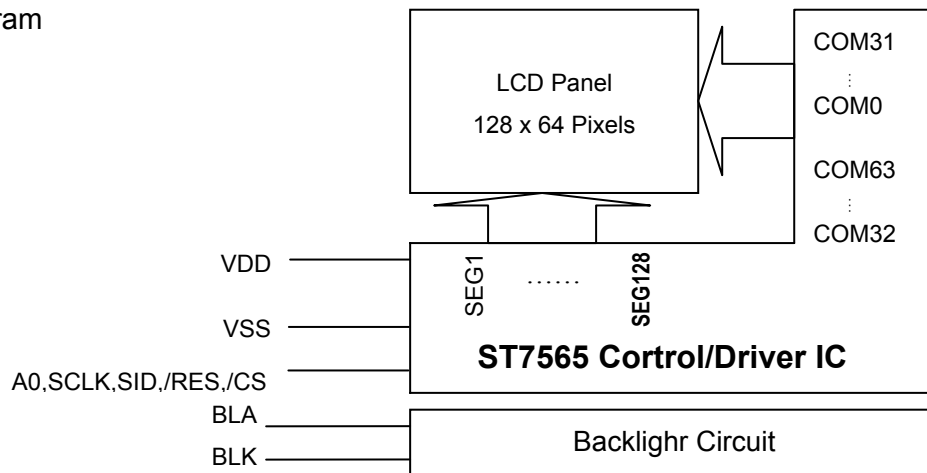 ram
LCD Panel
128 x 64 Pixels
COM31
COM0
COM63
COM32
VDD
VSS
A0,SCLK,SID,/RES,/CS
SEG1
......
SEG128
ST7565 Cortrol/Driver IC
BLA
BLK
Backlighr Circuit